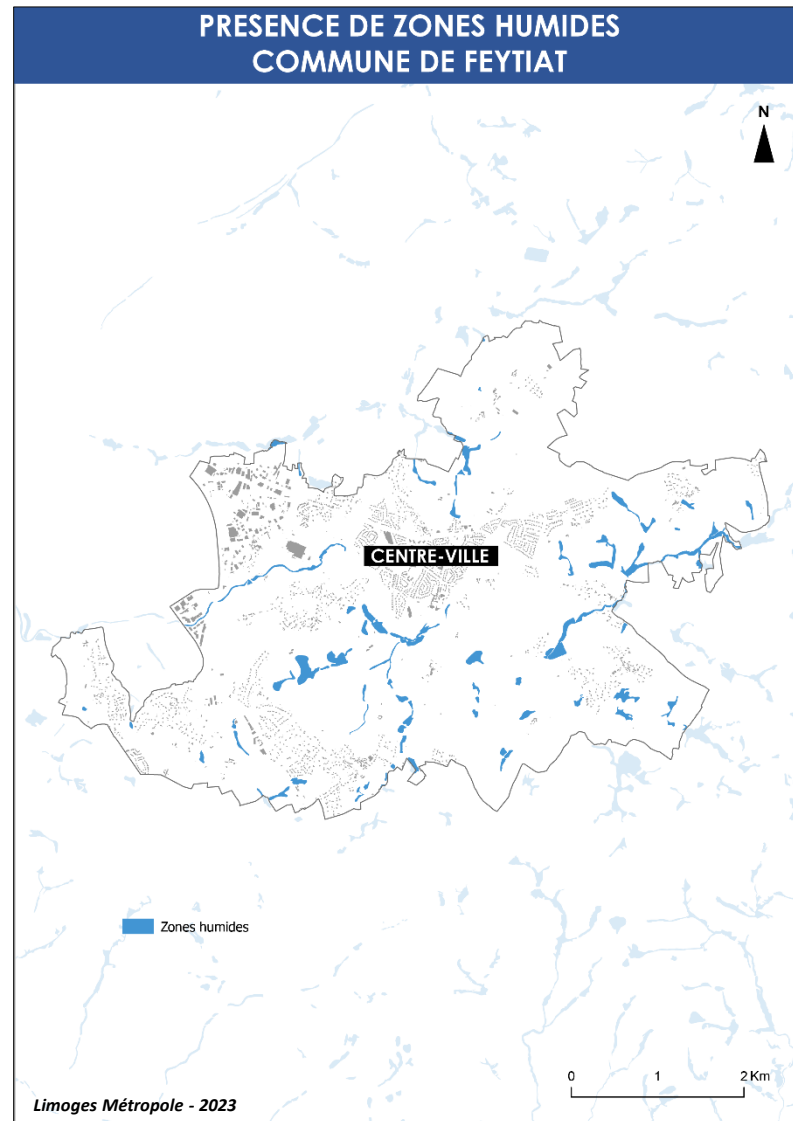 PRESENCE DE ZONES HUMIDES
COMMUNE DE FEYTIAT
N
CENTRE-VILLE
Zones humides
0 1 2 Km
Limoges Métropole - 2023